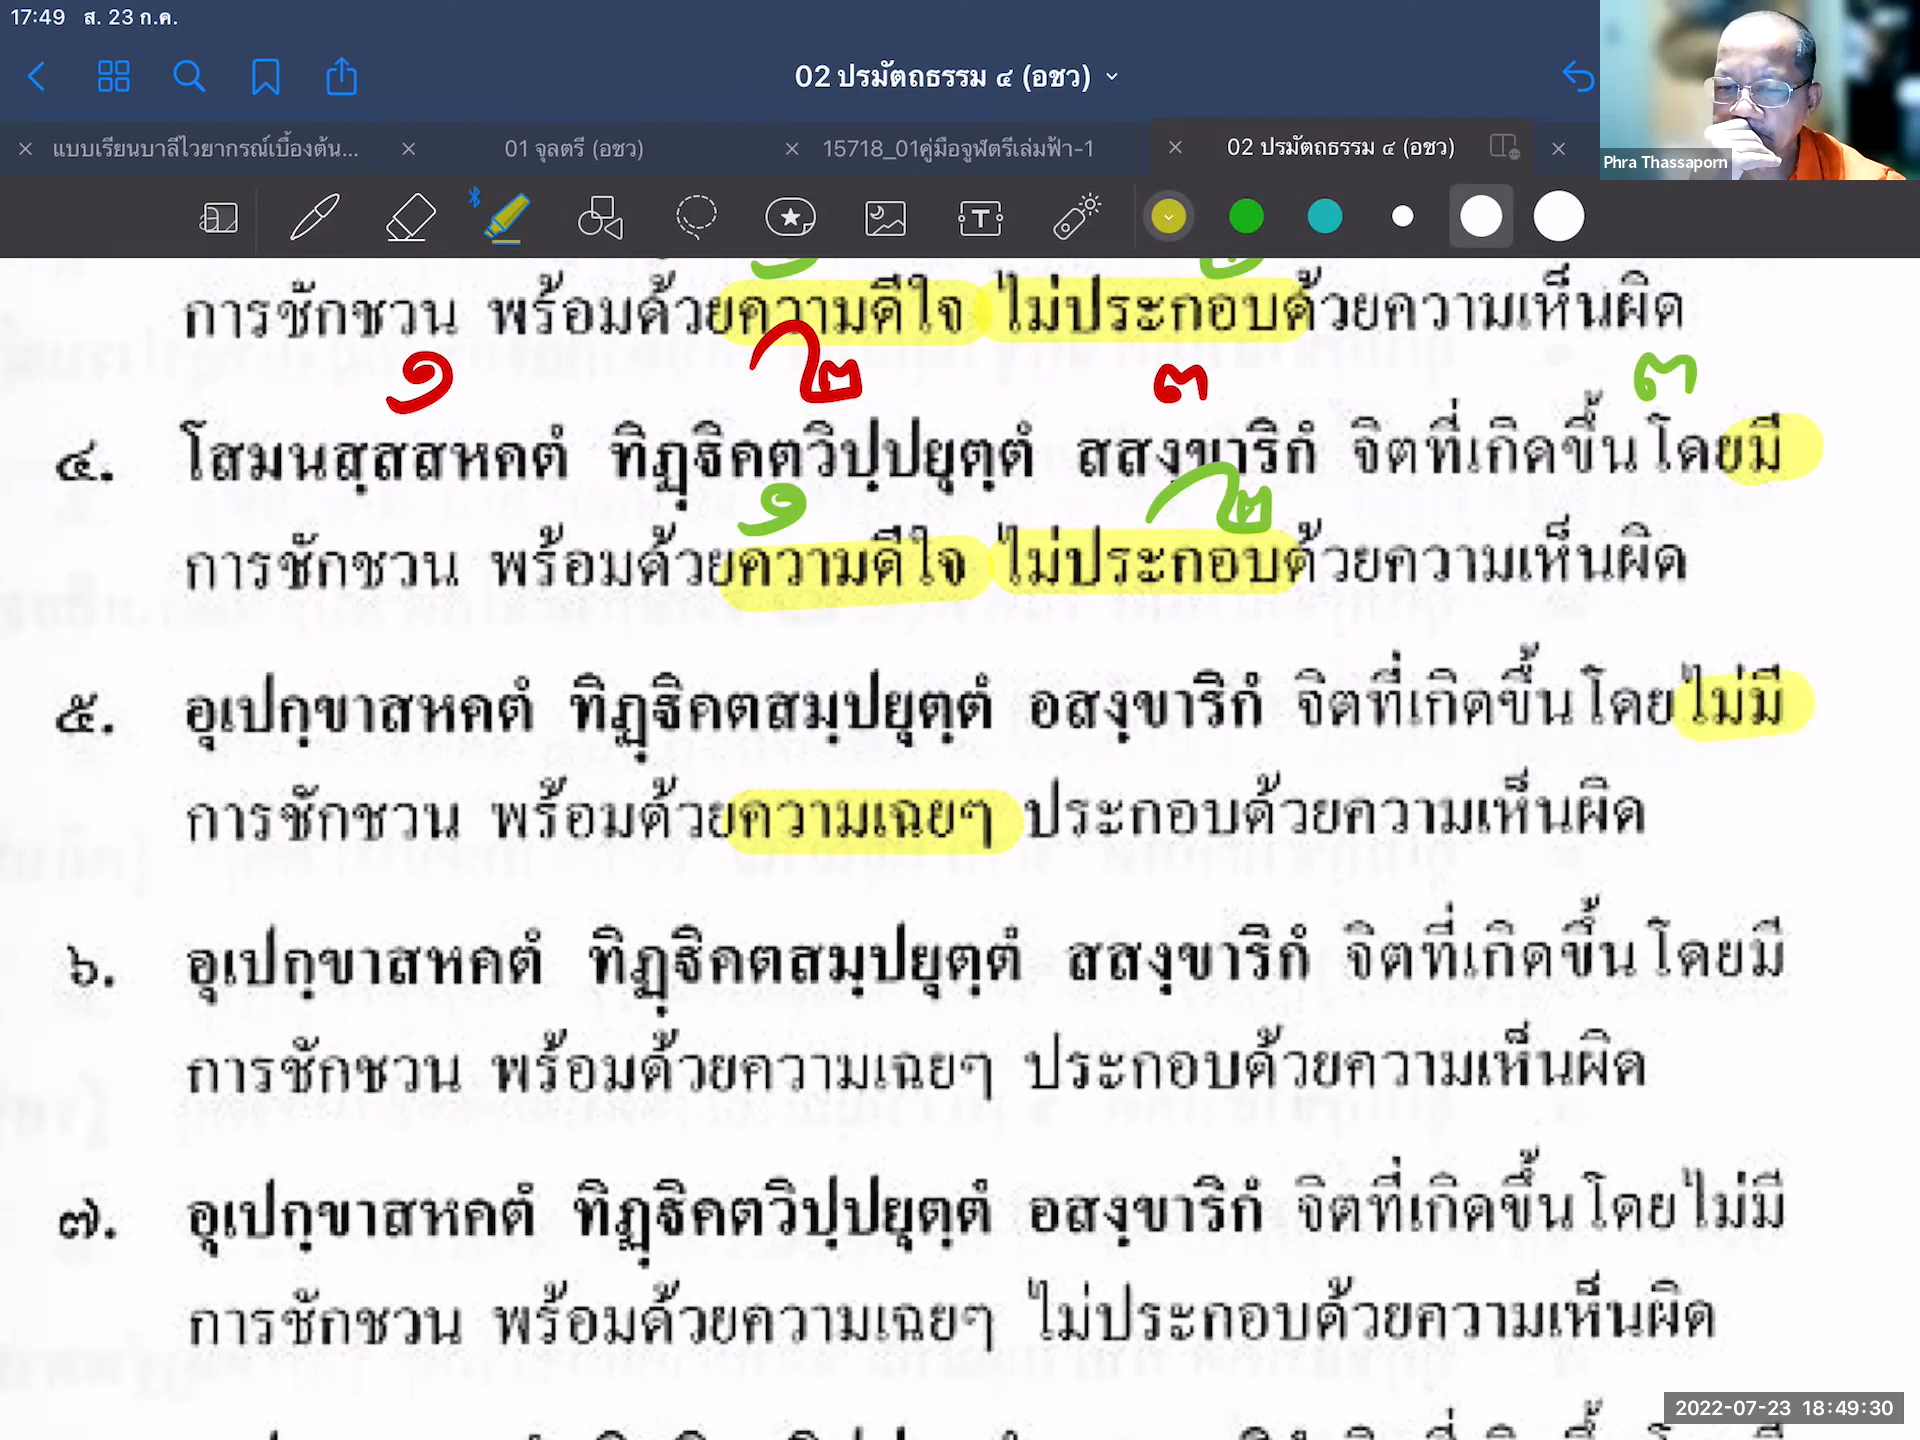 17:49 ส. 23 ก.ค.
02 ปรมัตถธรรม ๔ (อชว)
แบบเรียนบาลีไวยากรณ์เบื้องต้น...
01 จุลตรี (อชว)
15718_01คู่มือจูฬตรีเล่มฟ้า-1
02 ปรมัตถธรรม ๔ (อชว)
Phra Thassaporn
การชักชวน พร้อมด้วยความดีใจ ไม่ประกอบด้วยความเห็นผิด
๑ ๒ ๓ ๓
๔. โสมนสฺสสหคตํ ทิฏฺฐิคตวิปฺปยุตฺตํ สสงฺขาริกํ จิตที่เกิดขึ้นโดยมี
๑ ๒
การชักชวน พร้อมด้วยความดีใจ ไม่ประกอบด้วยความเห็นผิด
๕. อุเปกฺขาสหคตํ ทิฏฺฐิคตสมฺปยุตฺตํ อสงฺขาริกํ จิตที่เกิดขึ้นโดยไม่มี
การชักชวน พร้อมด้วยความเฉยๆ ประกอบด้วยความเห็นผิด
๖. อุเปกฺขาสหคตํ ทิฏฺฐิคตสมฺปยุตฺตํ สสงฺขาริกํ จิตที่เกิดขึ้นโดยมี
การชักชวน พร้อมด้วยความเฉยๆ ประกอบด้วยความเห็นผิด
๗. อุเปกฺขาสหคตํ ทิฏฺฐิคตวิปฺปยุตฺตํ อสงฺขาริกํ จิตที่เกิดขึ้นโดยไม่มี
การชักชวน พร้อมด้วยความเฉยๆ ไม่ประกอบด้วยความเห็นผิด
2022-07-23 18:49:30